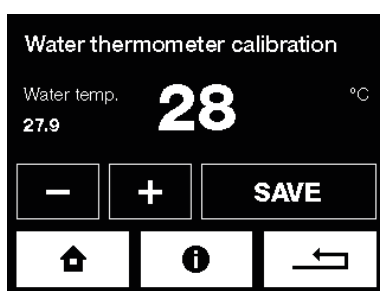 Water thermometer calibration
Water temp.
28
°C
27.9
− +
SAVE
i